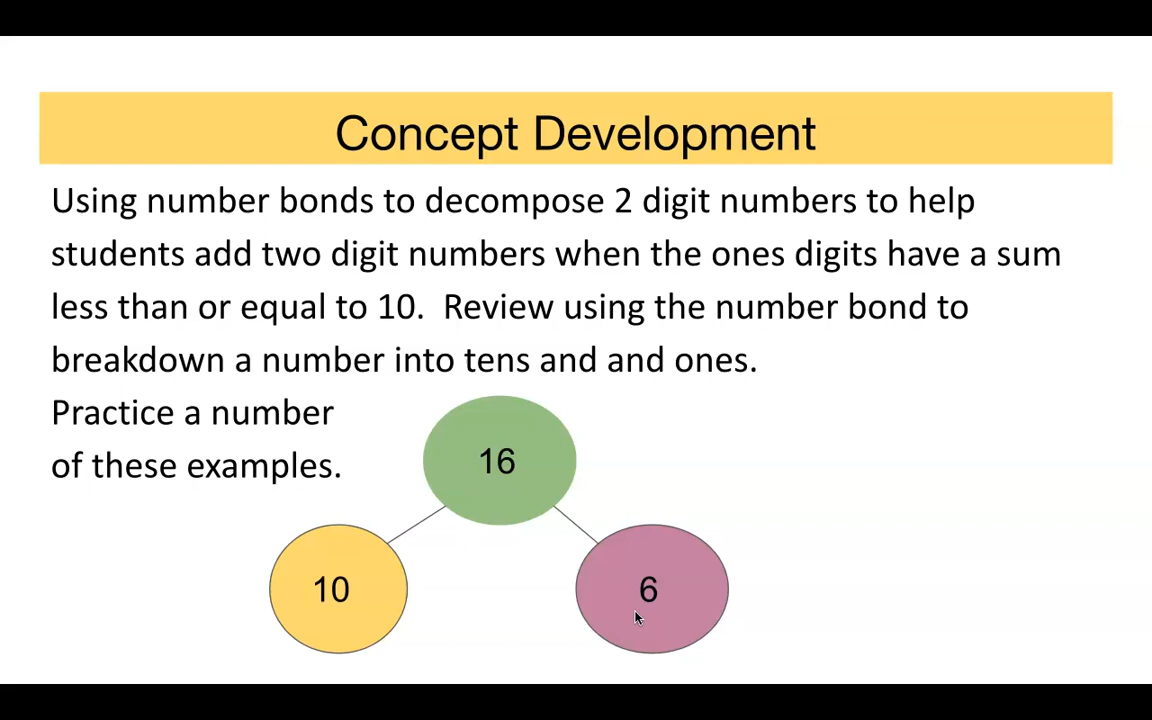 Concept Development
Using number bonds to decompose 2 digit numbers to help
students add two digit numbers when the ones digits have a sum
less than or equal to 10.  Review using the number bond to
breakdown a number into tens and and ones.
Practice a number
of these examples.
16
10
6